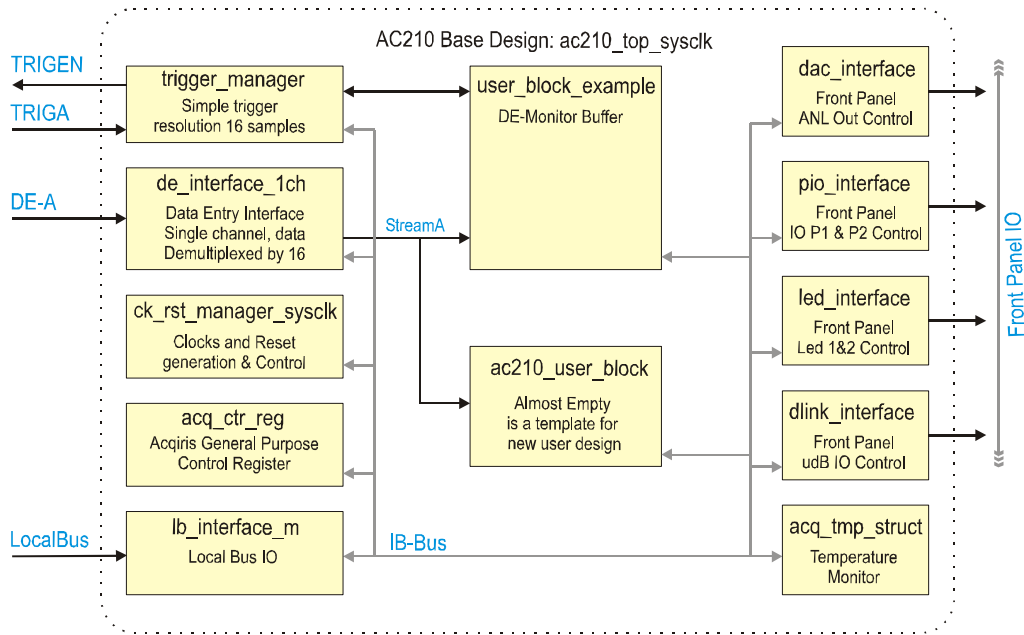 AC210 Base Design: ac210_top_sysclk
TRIGEN
TRIGA
DE-A
LocalBus
trigger_manager
Simple trigger
resolution 16 samples
de_interface_1ch
Data Entry Interface
Single channel, data
Demultiplexed by 16
ck_rst_manager_sysclk
Clocks and Reset
generation & Control
acq_ctr_reg
Acqiris General Purpose
Control Register
lb_interface_m
Local Bus IO
StreamA
IB-Bus
user_block_example
DE-Monitor Buffer
ac210_user_block
Almost Empty
is a template for
new user design
dac_interface
Front Panel
ANL Out Control
pio_interface
Front Panel
IO P1 & P2 Control
led_interface
Front Panel
Led 1&2 Control
dlink_interface
Front Panel
udB IO Control
acq_tmp_struct
Temperature
Monitor
Front Panel IO